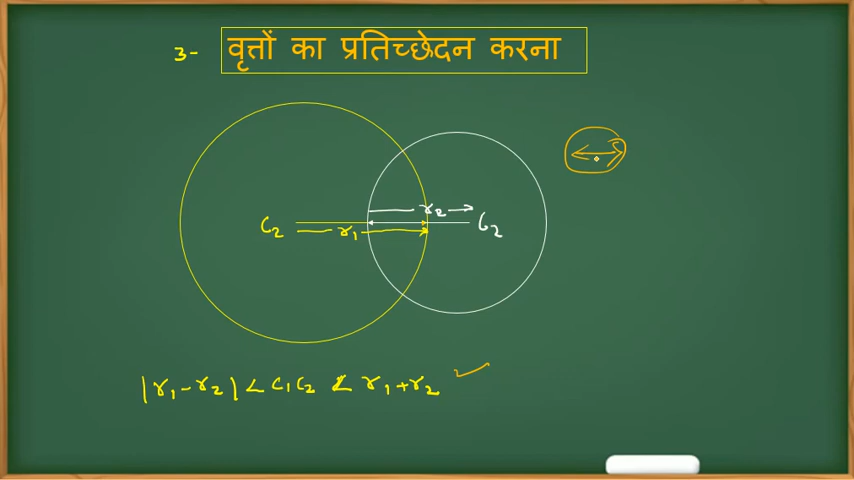 3- वृत्तों का प्रतिच्छेदन करना
r2
C2 r1 C2
|r1-r2| < C1C2 < r1+r2